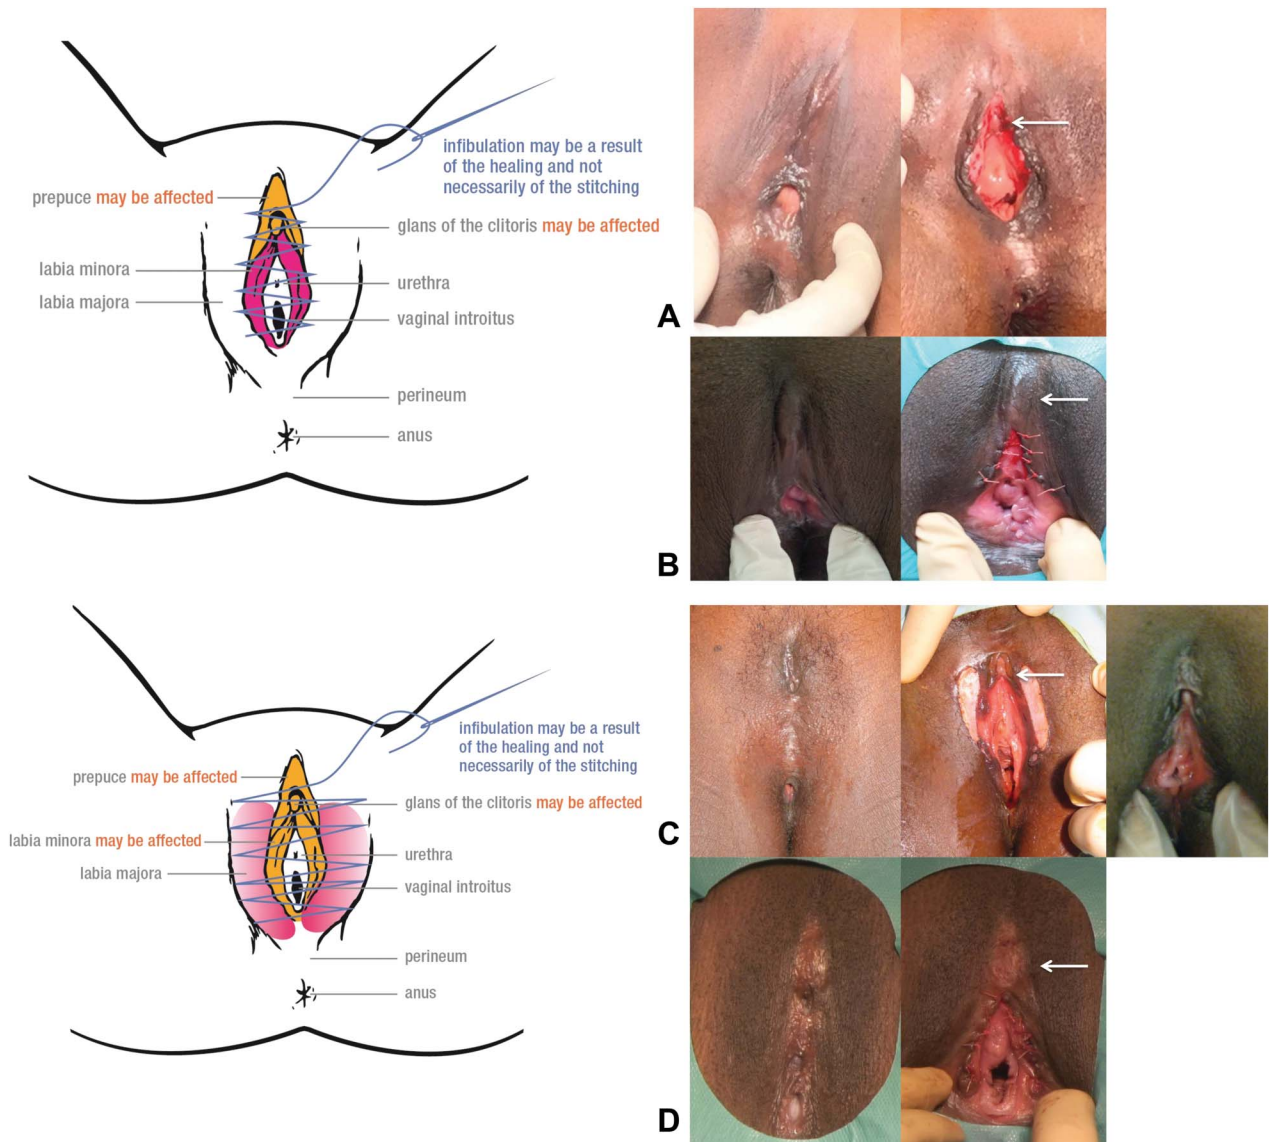 infibulation may be a result
of the healing and not
necessarily of the stitching
prepuce may be affected
glans of the clitoris may be affected
labia minora
urethra
labia majora
vaginal introitus
perineum
anus
A
B
infibulation may be a result
of the healing and not
necessarily of the stitching
prepuce may be affected
glans of the clitoris may be affected
labia minora may be affected
urethra
labia majora
vaginal introitus
perineum
anus
C
D